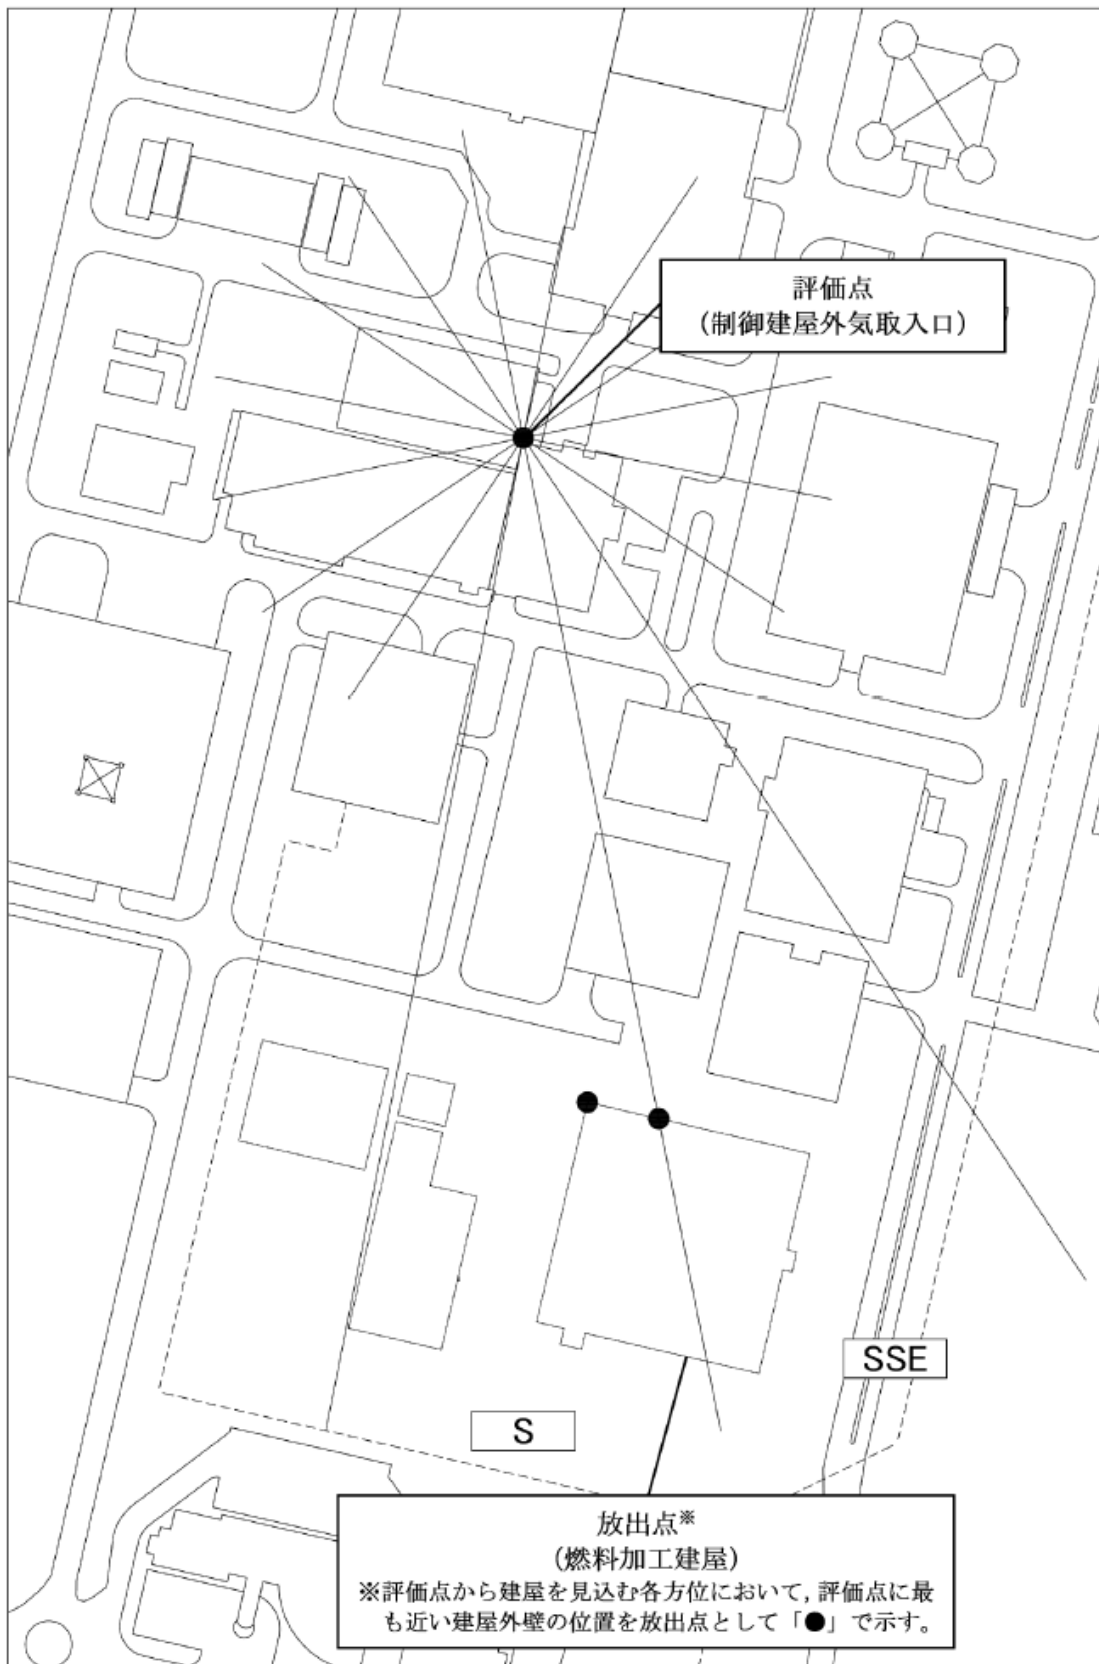 評価点
（制御建屋外気取入口）
SSE
S
放出点※
（燃料加工建屋）
※評価点から建屋を見込む各方位において，評価点に最
も近い建屋外壁の位置を放出点として「●」で示す。